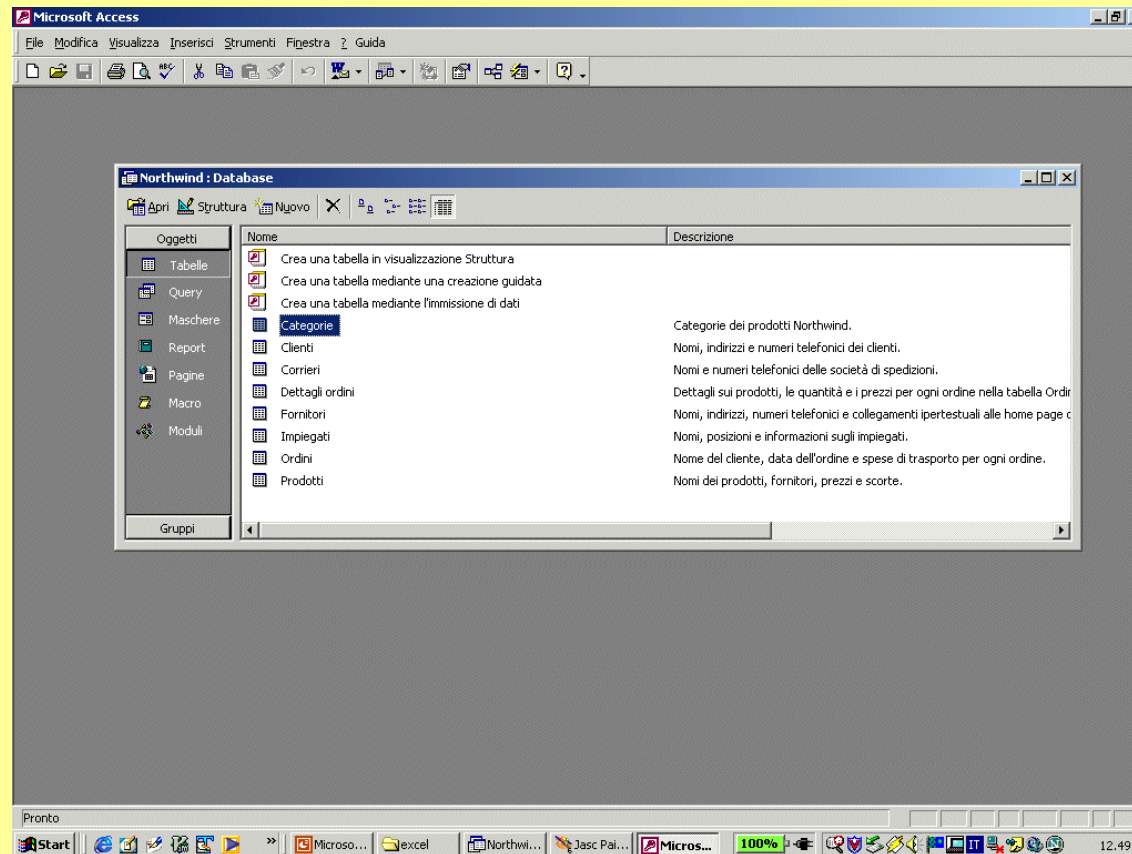 Microsoft Access
File Modifica Visualizza Inserisci Strumenti Finestra ? Guida
Northwind : Database
Apri Struttura Nuovo
Oggetti
Tabelle
Query
Maschere
Report
Pagine
Macro
Moduli
Gruppi
Nome Descrizione
Crea una tabella in visualizzazione Struttura
Crea una tabella mediante una creazione guidata
Crea una tabella mediante l'immissione di dati
Categorie Categorie dei prodotti Northwind.
Clienti Nomi, indirizzi e numeri telefonici dei clienti.
Corrieri Nomi e numeri telefonici delle società di spedizioni.
Dettagli ordini Dettagli sui prodotti, le quantità e i prezzi per ogni ordine nella tabella Ordin
Fornitori Nomi, indirizzi, numeri telefonici e collegamenti ipertestuali alle home page
Impiegati Nomi, posizioni e informazioni sugli impiegati.
Ordini Nome del cliente, data dell'ordine e spese di trasporto per ogni ordine.
Prodotti Nomi dei prodotti, fornitori, prezzi e scorte.
Pronto
Start » Microso... excel Northwi... Jasc Pai... Micros... 100% IT 12.49